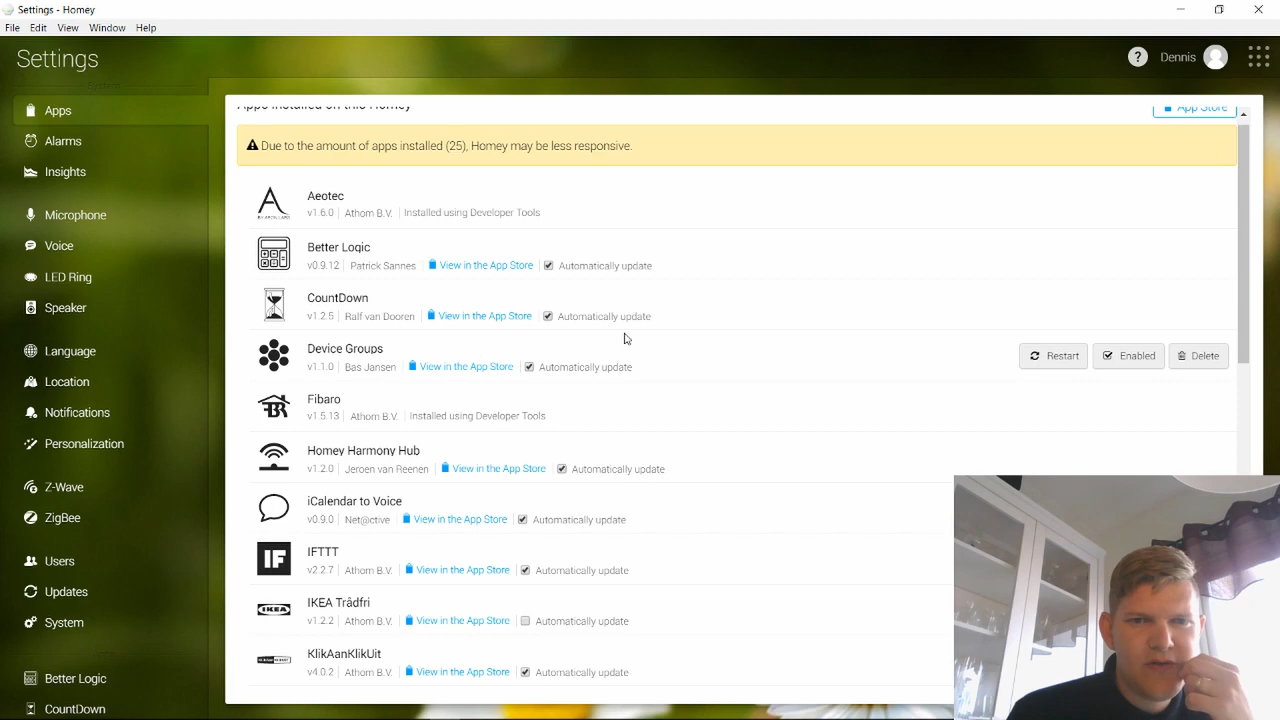 Settings - Homey
File Edit View Window Help
Settings
? Dennis
Apps
Alarms
Insights
Microphone
Voice
LED Ring
Speaker
Language
Location
Notifications
Personalization
Z-Wave
ZigBee
Users
Updates
System
Better Logic
CountDown
Apps installed on this Homey
App Store
Due to the amount of apps installed (25), Homey may be less responsive.
Aeotec
v1.6.0 Athom B.V. Installed using Developer Tools
Better Logic
v0.9.12 Patrick Sannes View in the App Store Automatically update
CountDown
v1.2.5 Ralf van Dooren View in the App Store Automatically update
Device Groups
v1.1.0 Bas Jansen View in the App Store Automatically update
Restart Enabled Delete
Fibaro
v1.5.13 Athom B.V. Installed using Developer Tools
Homey Harmony Hub
v1.2.0 Jeroen van Reenen View in the App Store Automatically update
iCalendar to Voice
v0.9.0 Net@ctive View in the App Store Automatically update
IF
IFTTT
v2.2.7 Athom B.V. View in the App Store Automatically update
IKEA
IKEA Trådfri
v1.2.2 Athom B.V. View in the App Store Automatically update
KlikAanKlikUit
v4.0.2 Athom B.V. View in the App Store Automatically update